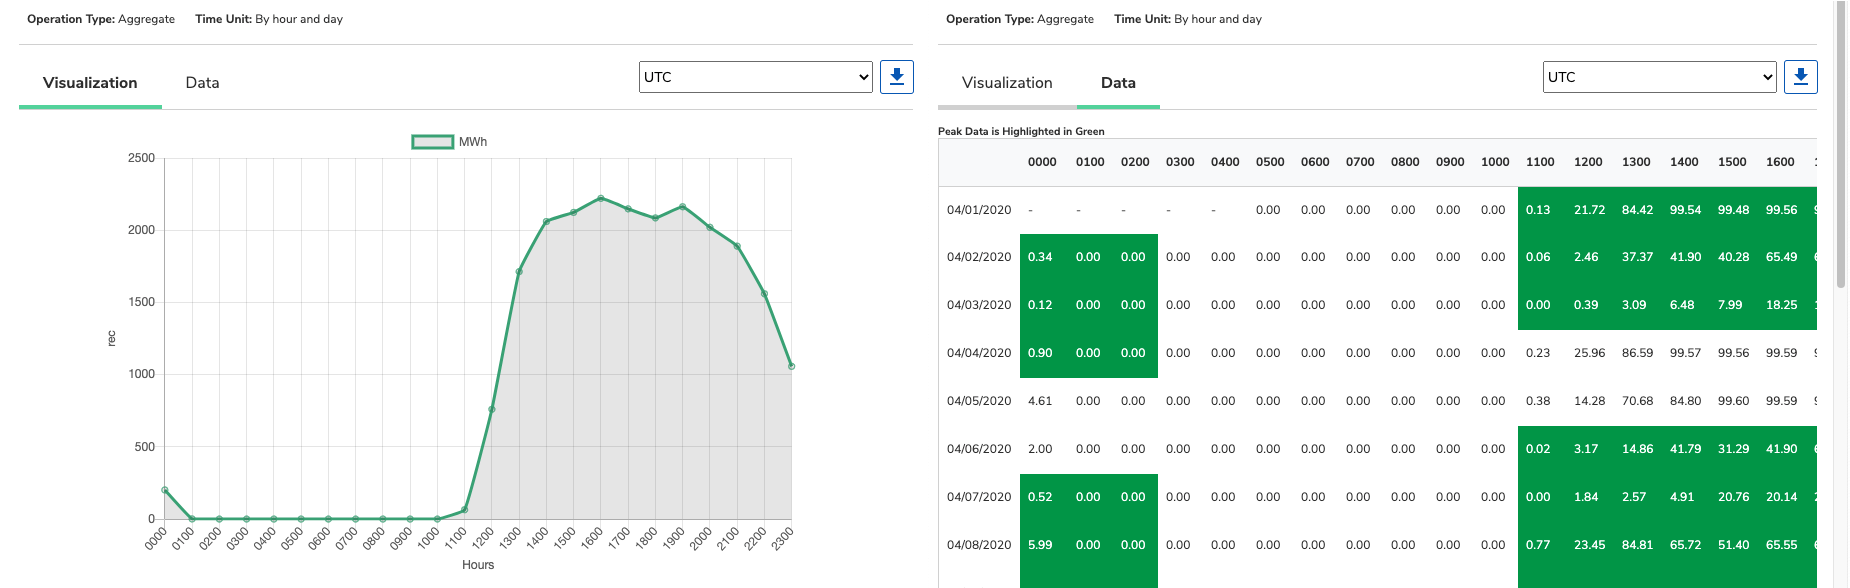 Operation Type: Aggregate Time Unit: By hour and day
Visualization Data UTC
MWh
2500
2000
1500
1000
500
0
rec
0000 0100 0200 0300 0400 0500 0600 0700 0800 0900 1000 1100 1200 1300 1400 1500 1600 1700 1800 1900 2000 2100 2200 2300
Hours
Operation Type: Aggregate Time Unit: By hour and day
Visualization Data UTC
Peak Data is Highlighted in Green
0000 0100 0200 0300 0400 0500 0600 0700 0800 0900 1000 1100 1200 1300 1400 1500 1600
04/01/2020 - - - - - 0.00 0.00 0.00 0.00 0.00 0.00 0.13 21.72 84.42 99.54 99.48 99.56
04/02/2020 0.34 0.00 0.00 0.00 0.00 0.00 0.00 0.00 0.00 0.00 0.00 0.06 2.46 37.37 41.90 40.28 65.49
04/03/2020 0.12 0.00 0.00 0.00 0.00 0.00 0.00 0.00 0.00 0.00 0.00 0.00 0.39 3.09 6.48 7.99 18.25
04/04/2020 0.90 0.00 0.00 0.00 0.00 0.00 0.00 0.00 0.00 0.00 0.00 0.23 25.96 86.59 99.57 99.56 99.59
04/05/2020 4.61 0.00 0.00 0.00 0.00 0.00 0.00 0.00 0.00 0.00 0.00 0.38 14.28 70.68 84.80 99.60 99.59
04/06/2020 2.00 0.00 0.00 0.00 0.00 0.00 0.00 0.00 0.00 0.00 0.00 0.02 3.17 14.86 41.79 31.29 41.90
04/07/2020 0.52 0.00 0.00 0.00 0.00 0.00 0.00 0.00 0.00 0.00 0.00 0.00 1.84 2.57 4.91 20.76 20.14
04/08/2020 5.99 0.00 0.00 0.00 0.00 0.00 0.00 0.00 0.00 0.00 0.00 0.77 23.45 84.81 65.72 51.40 65.55